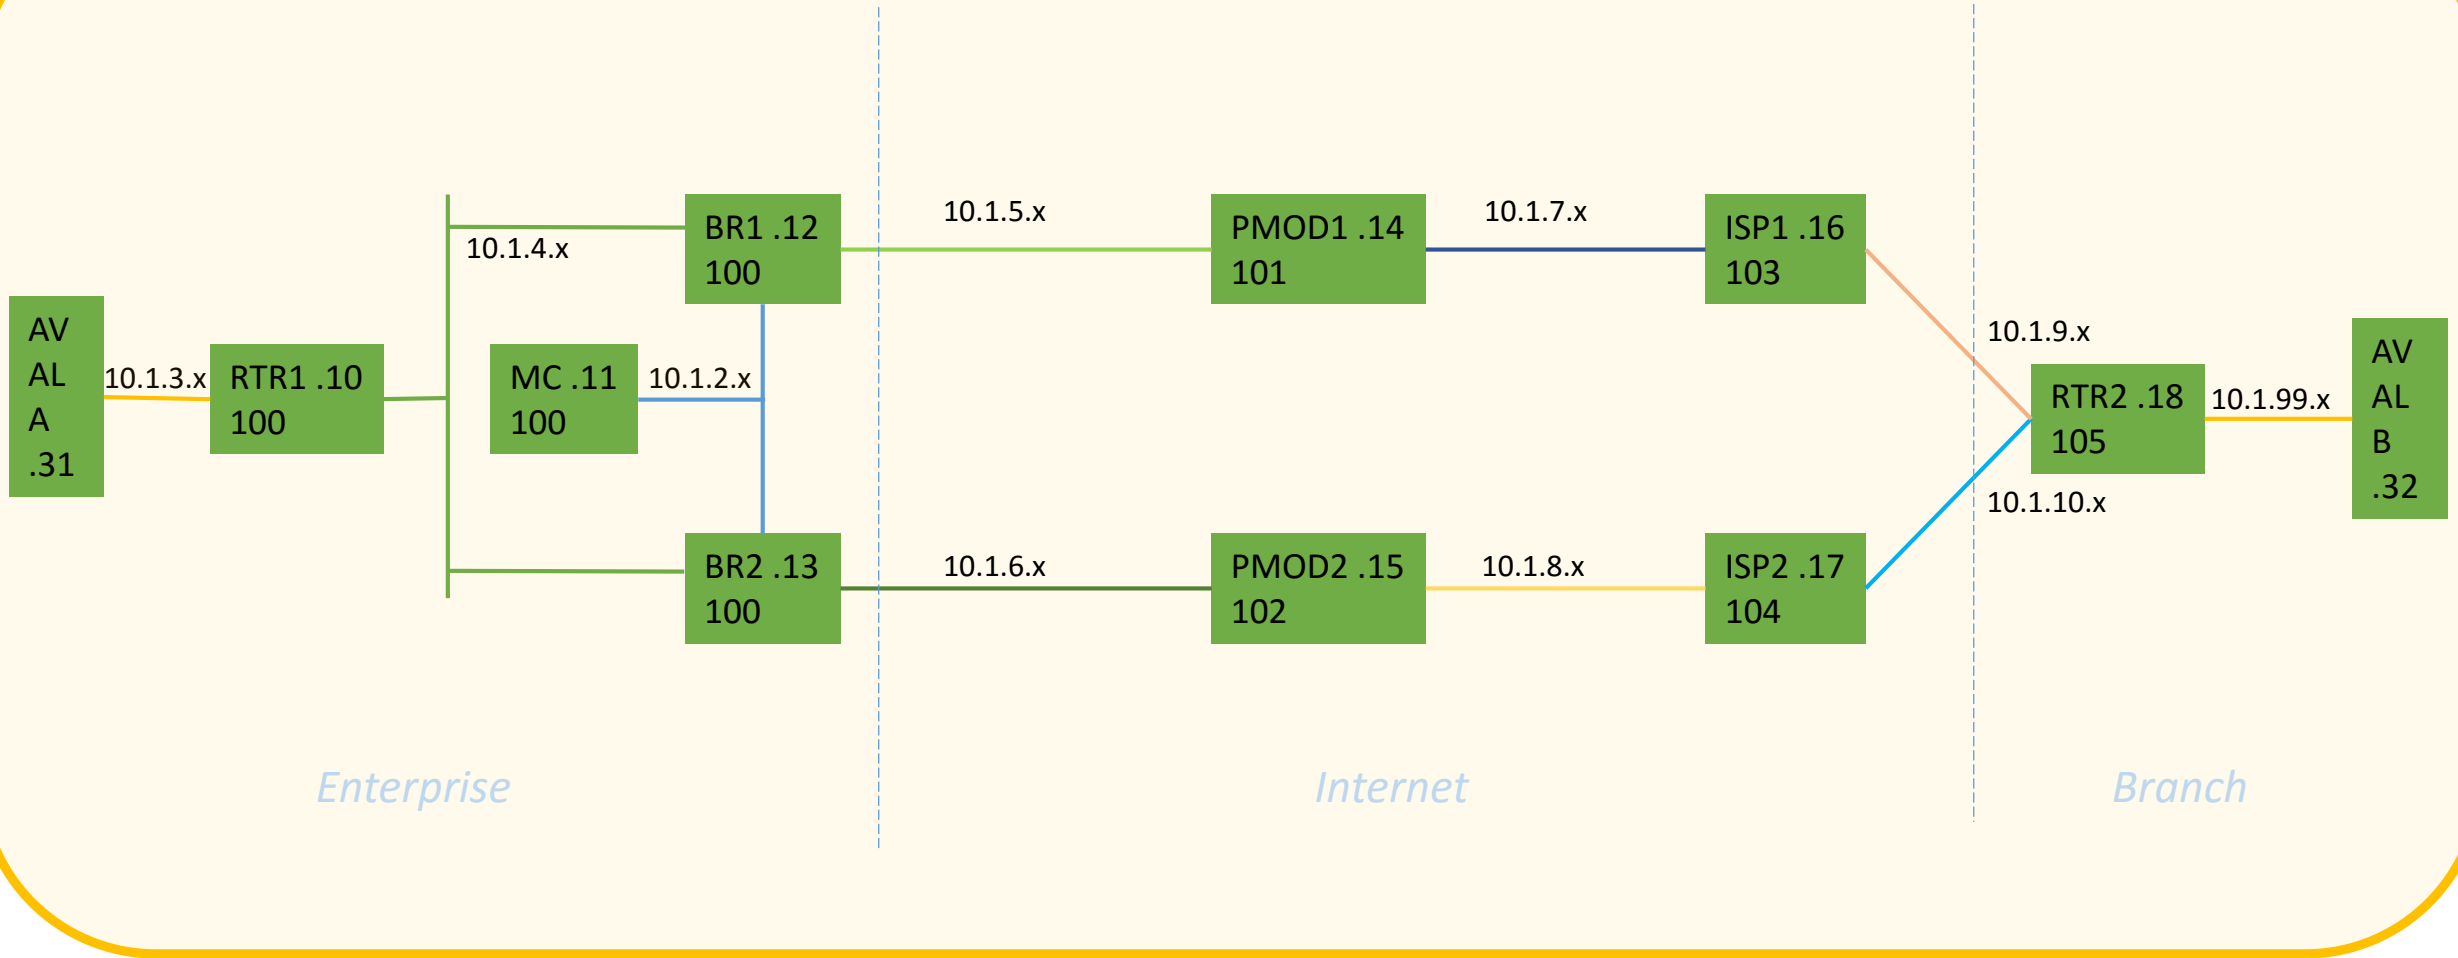 AV
AL
A
.31
10.1.3.x
RTR1 .10
100
10.1.4.x
MC .11
100
10.1.2.x
BR1 .12
100
BR2 .13
100
10.1.5.x
10.1.6.x
PMOD1 .14
101
PMOD2 .15
102
10.1.7.x
10.1.8.x
ISP1 .16
103
ISP2 .17
104
10.1.9.x
10.1.10.x
RTR2 .18
105
10.1.99.x
AV
AL
B
.32
Enterprise
Internet
Branch